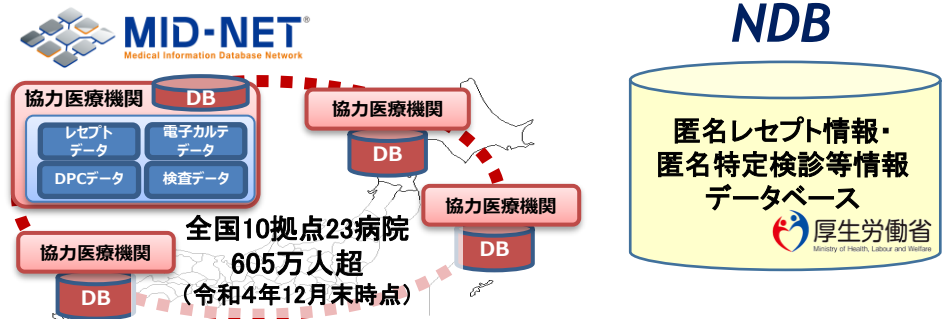 MID-NET®
Medical Information Database Network
協力医療機関
DB
レセプト
データ
電子カルテ
データ
DPCデータ
検査データ
協力医療機関
DB
協力医療機関
DB
協力医療機関
DB
全国10拠点23病院
605万人超
（令和４年12月末時点）
NDB
匿名レセプト情報・
匿名特定検診等情報
データベース
厚生労働省
Ministry of Health, Labour and Welfare